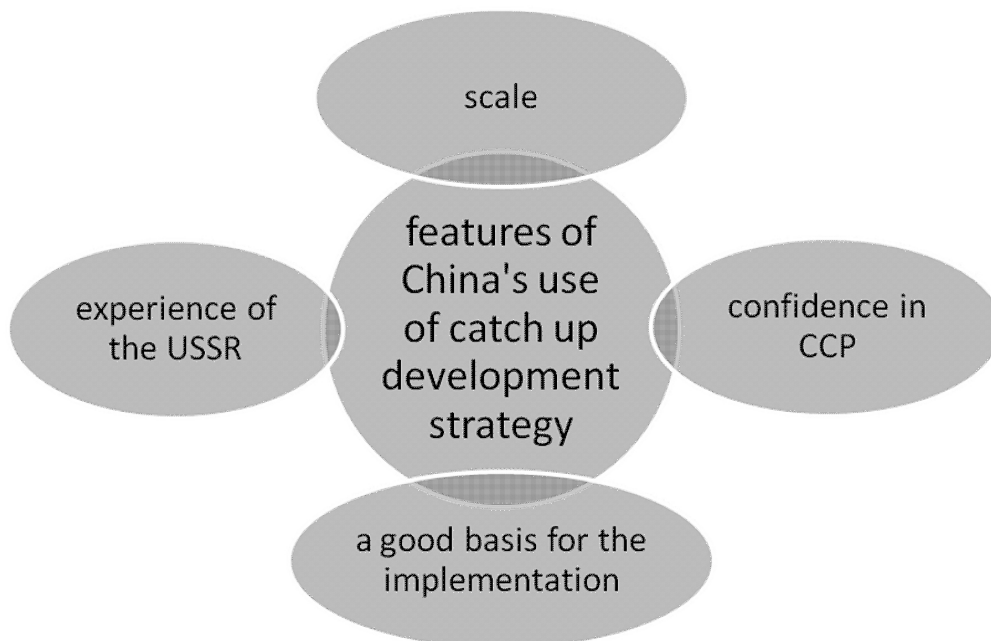 scale
experience of
the USSR
features of
China's use
of catch up
development
strategy
confidence in
CCP
a good basis for the
implementation